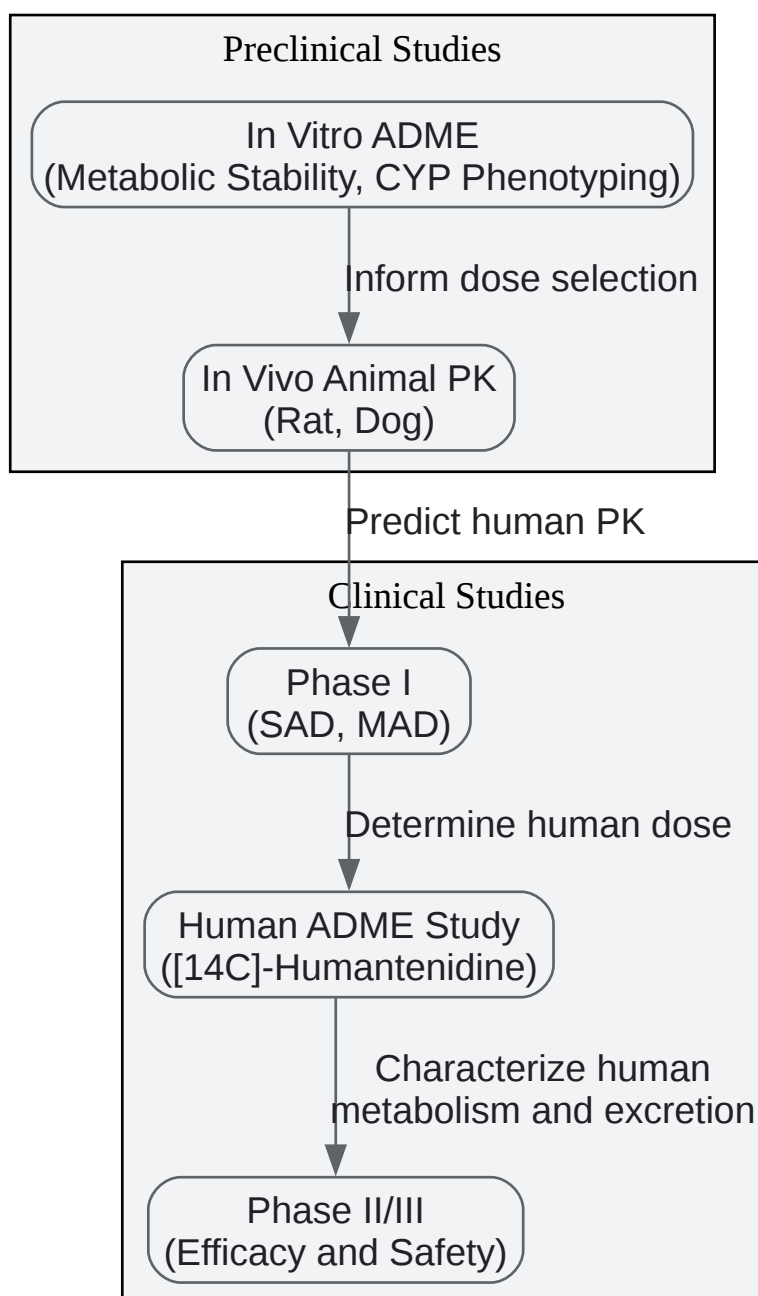 Preclinical Studies
In Vitro ADME
(Metabolic Stability, CYP Phenotyping)
Inform dose selection
In Vivo Animal PK
(Rat, Dog)
Predict human PK
Clinical Studies
Phase I
(SAD, MAD)
Determine human dose
Human ADME Study
([14C]-Humantenidine)
Characterize human
metabolism and excretion
Phase II/III
(Efficacy and Safety)